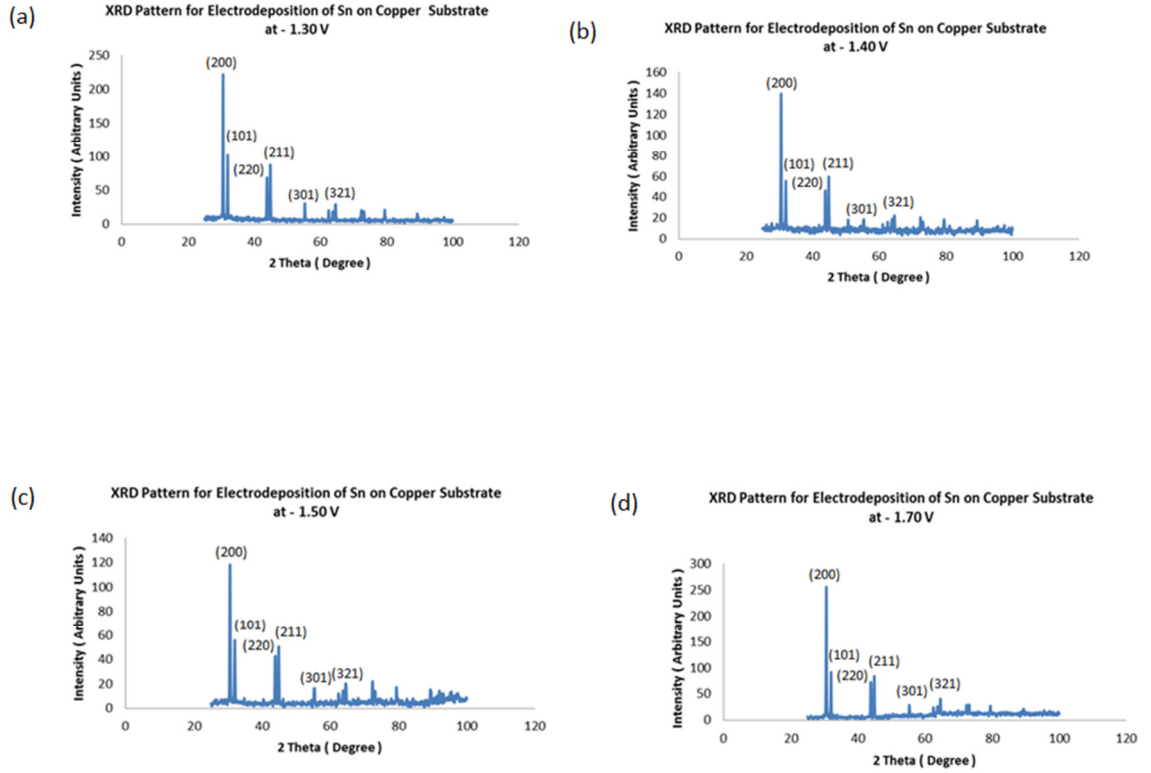 (a)
XRD Pattern for Electrodeposition of Sn on Copper Substrate
at - 1.30 V
Intensity ( Arbitrary Units )
250
200
150
100
50
0
(200)
(101)
(220)
(211)
(301)
(321)
0 20 40 60 80 100 120
2 Theta ( Degree )
(b)
XRD Pattern for Electrodeposition of Sn on Copper Substrate
at - 1.40 V
Intensity ( Arbitrary Units )
160
140
120
100
80
60
40
20
0
(200)
(101)
(220)
(211)
(301)
(321)
0 20 40 60 80 100 120
2 Theta ( Degree )
(c)
XRD Pattern for Electrodeposition of Sn on Copper Substrate
at - 1.50 V
Intensity ( Arbitrary Units )
140
120
100
80
60
40
20
0
(200)
(101)
(220)
(211)
(301)
(321)
0 20 40 60 80 100 120
2 Theta ( Degree )
(d)
XRD Pattern for Electrodeposition of Sn on Copper Substrate
at - 1.70 V
Intensity ( Arbitrary Units )
300
250
200
150
100
50
0
(200)
(101)
(220)
(211)
(301)
(321)
0 20 40 60 80 100 120
2 Theta ( Degree )